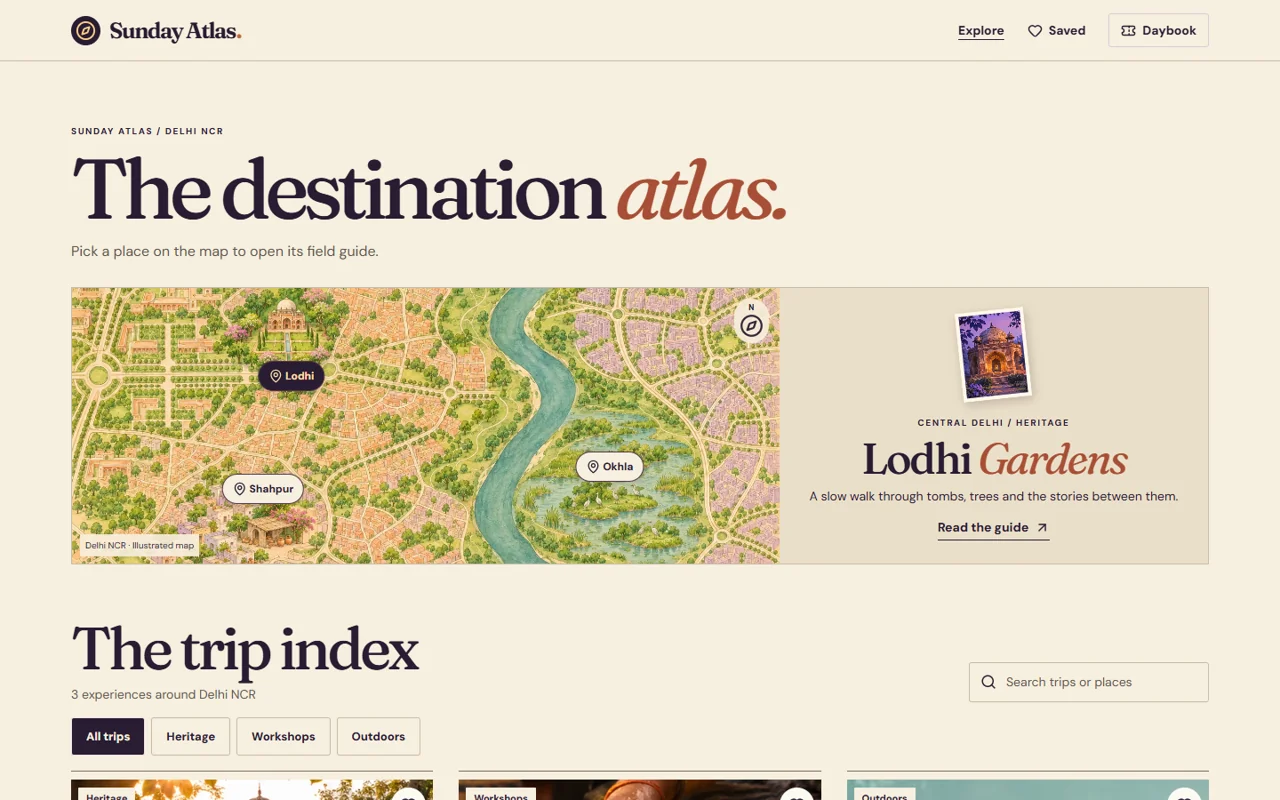 Sunday Atlas.
Explore
Saved
Daybook
SUNDAY ATLAS / DELHI NCR
The destination atlas.
Pick a place on the map to open its field guide.
N
Lodhi
Okhla
Shahpur
Delhi NCR · Illustrated map
CENTRAL DELHI / HERITAGE
Lodhi Gardens
A slow walk through tombs, trees and the stories between them.
Read the guide
The trip index
3 experiences around Delhi NCR
Search trips or places
All trips
Heritage
Workshops
Outdoors
Heritage
Workshops
Outdoors